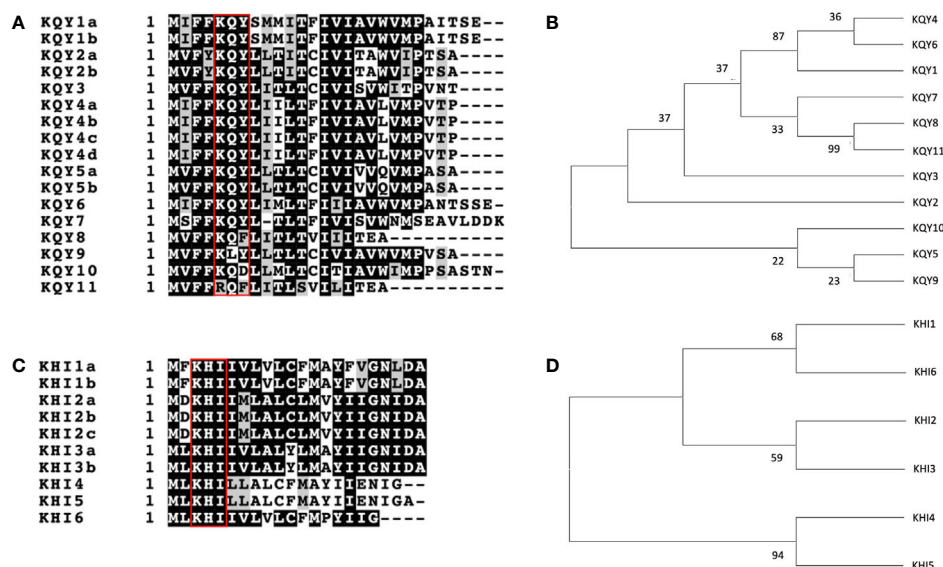 A
KQY1a 1 MIFFKQYSMMITFIVIAVWVMPAITSE--
KQY1b 1 MIFFKQYSMMITFIVIAVWVMPAITSE--
KQY2a 1 MVFYKQYLLTITCIVITAWVIPTSA----
KQY2b 1 MVFYKQYLLTITCIVITAWVIPTSA----
KQY3 1 MVFFKQYLITLTCIVISVWITPVNT----
KQY4a 1 MIFFKQYLIILTFIVIAVLVMPVTP----
KQY4b 1 MIFFKQYLIILTFIVIAVLVMPVTP----
KQY4c 1 MIFFKQYLIILTFIVIAVWVMPVTP----
KQY4d 1 MIFFKQYLIILTFIVIAVLVMPVTP----
KQY5a 1 MVFFKQYLLTLTCIVIVVQVMPASA----
KQY5b 1 MVFFKQYLLTLTCIVIVVQVMPASA----
KQY6 1 MIFFKQYLIMLTFIIIAVWVMPANTSSE-
KQY7 1 MSFFKQYL-TLTFIVISVWNMSEAVLDDK
KQY8 1 MVFFKQFLITLTVIIITEA----------
KQY9 1 MVFFKLYLLTLTCIVIAVWVMPVSA----
KQY10 1 MVFFKQDLLMLTCITIAVWIMPSASTN--
KQY11 1 MVFFRQFLITLSVILITEA----------
B
36 KQY4
87 KQY6
KQY1
37
KQY7
37 33 KQY8
99 KQY11
KQY3
KQY2
KQY10
22 KQY5
23 KQY9
C
KHI1a 1 MFKHIIVLVLCFMAYFVGNLDA
KHI1b 1 MFKHIIVLVLCFMAYFVGNLDA
KHI2a 1 MDKHIIMLALCLMVYIIGNIDA
KHI2b 1 MDKHIIMLALCLMVYIIGNIDA
KHI2c 1 MDKHIIMLALCLMVYIIGNIDA
KHI3a 1 MLKHIIVLALYLMAYIIGNIDA
KHI3b 1 MLKHIIVLALYLMAYIIGNIDA
KHI4 1 MLKHILLALCFMAYIIENIG--
KHI5 1 MLKHILLALCFMAYIIENIGA-
KHI6 1 MLKHIIVLVLCFMPYIIG----
D
KHI1
68
KHI6
KHI2
59
KHI3
KHI4
94
KHI5